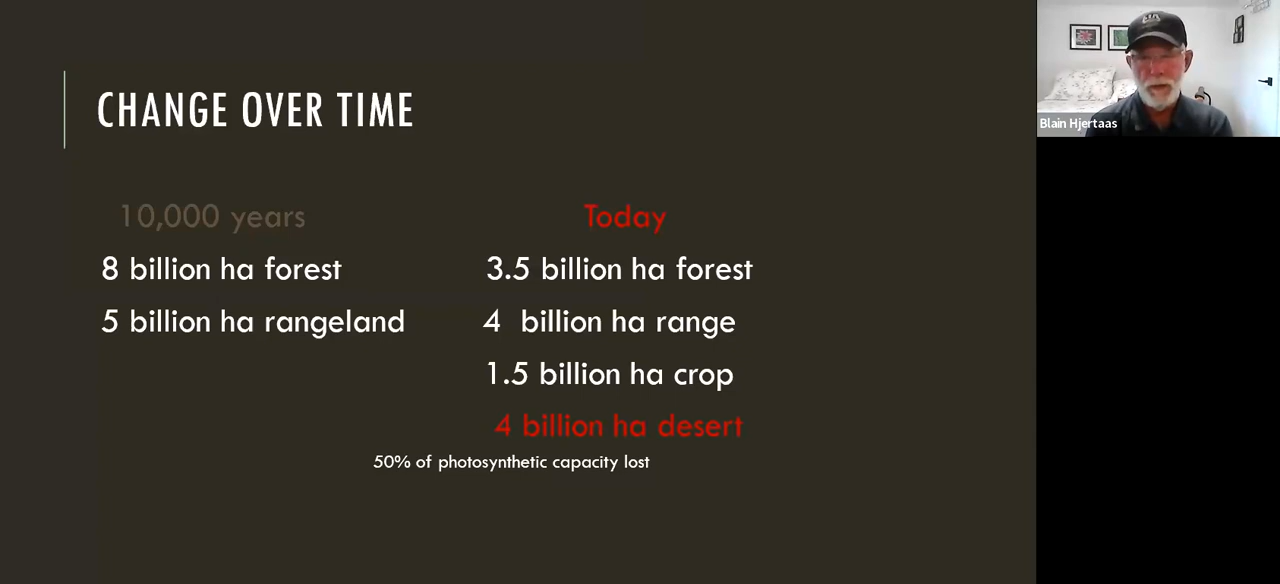 CHANGE OVER TIME
10,000 years
Today
8 billion ha forest
3.5 billion ha forest
5 billion ha rangeland
4 billion ha range
1.5 billion ha crop
4 billion ha desert
50% of photosynthetic capacity lost
Blain Hjertaas